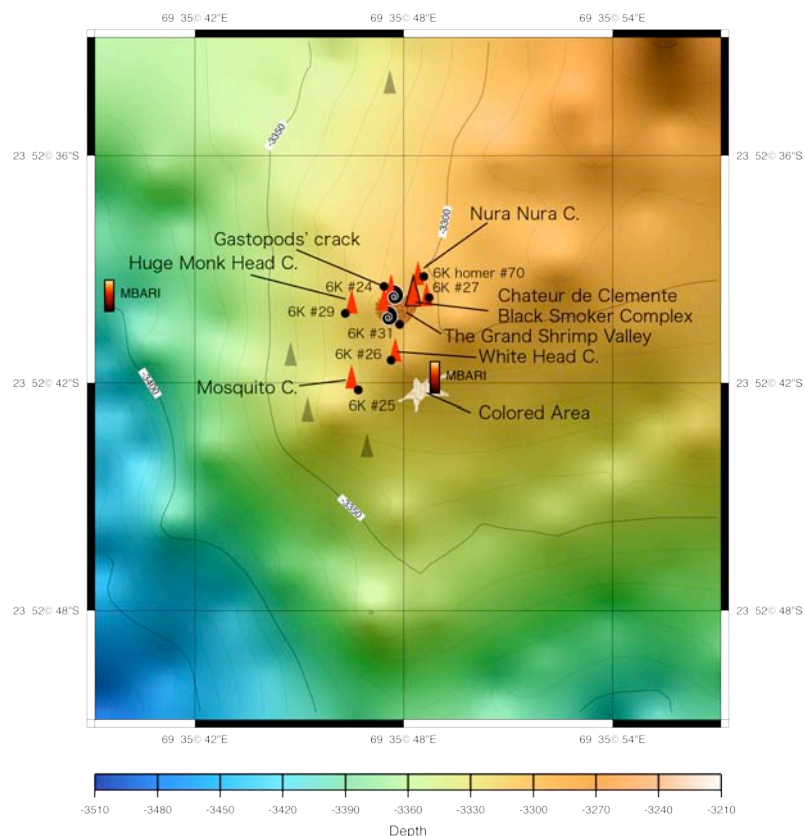 69 35© 42"E
69 35© 48"E
69 35© 54"E
-3350
23 52© 36"S
23 52© 36"S
-3300
Nura Nura C.
Gastopods' crack
Huge Monk Head C.
6K homer #70
6K #24
6K #27
MBARI
Chateur de Clemente
Black Smoker Complex
6K #29
6K #31
The Grand Shrimp Valley
6K #26
White Head C.
MBARI
-3400
23 52© 42"S
23 52© 42"S
Mosquito C.
6K #25
Colored Area
-3350
23 52© 48"S
23 52© 48"S
69 35© 42"E
69 35© 48"E
69 35© 54"E
-3510
-3480
-3450
-3420
-3390
-3360
-3330
-3300
-3270
-3240
-3210
Depth